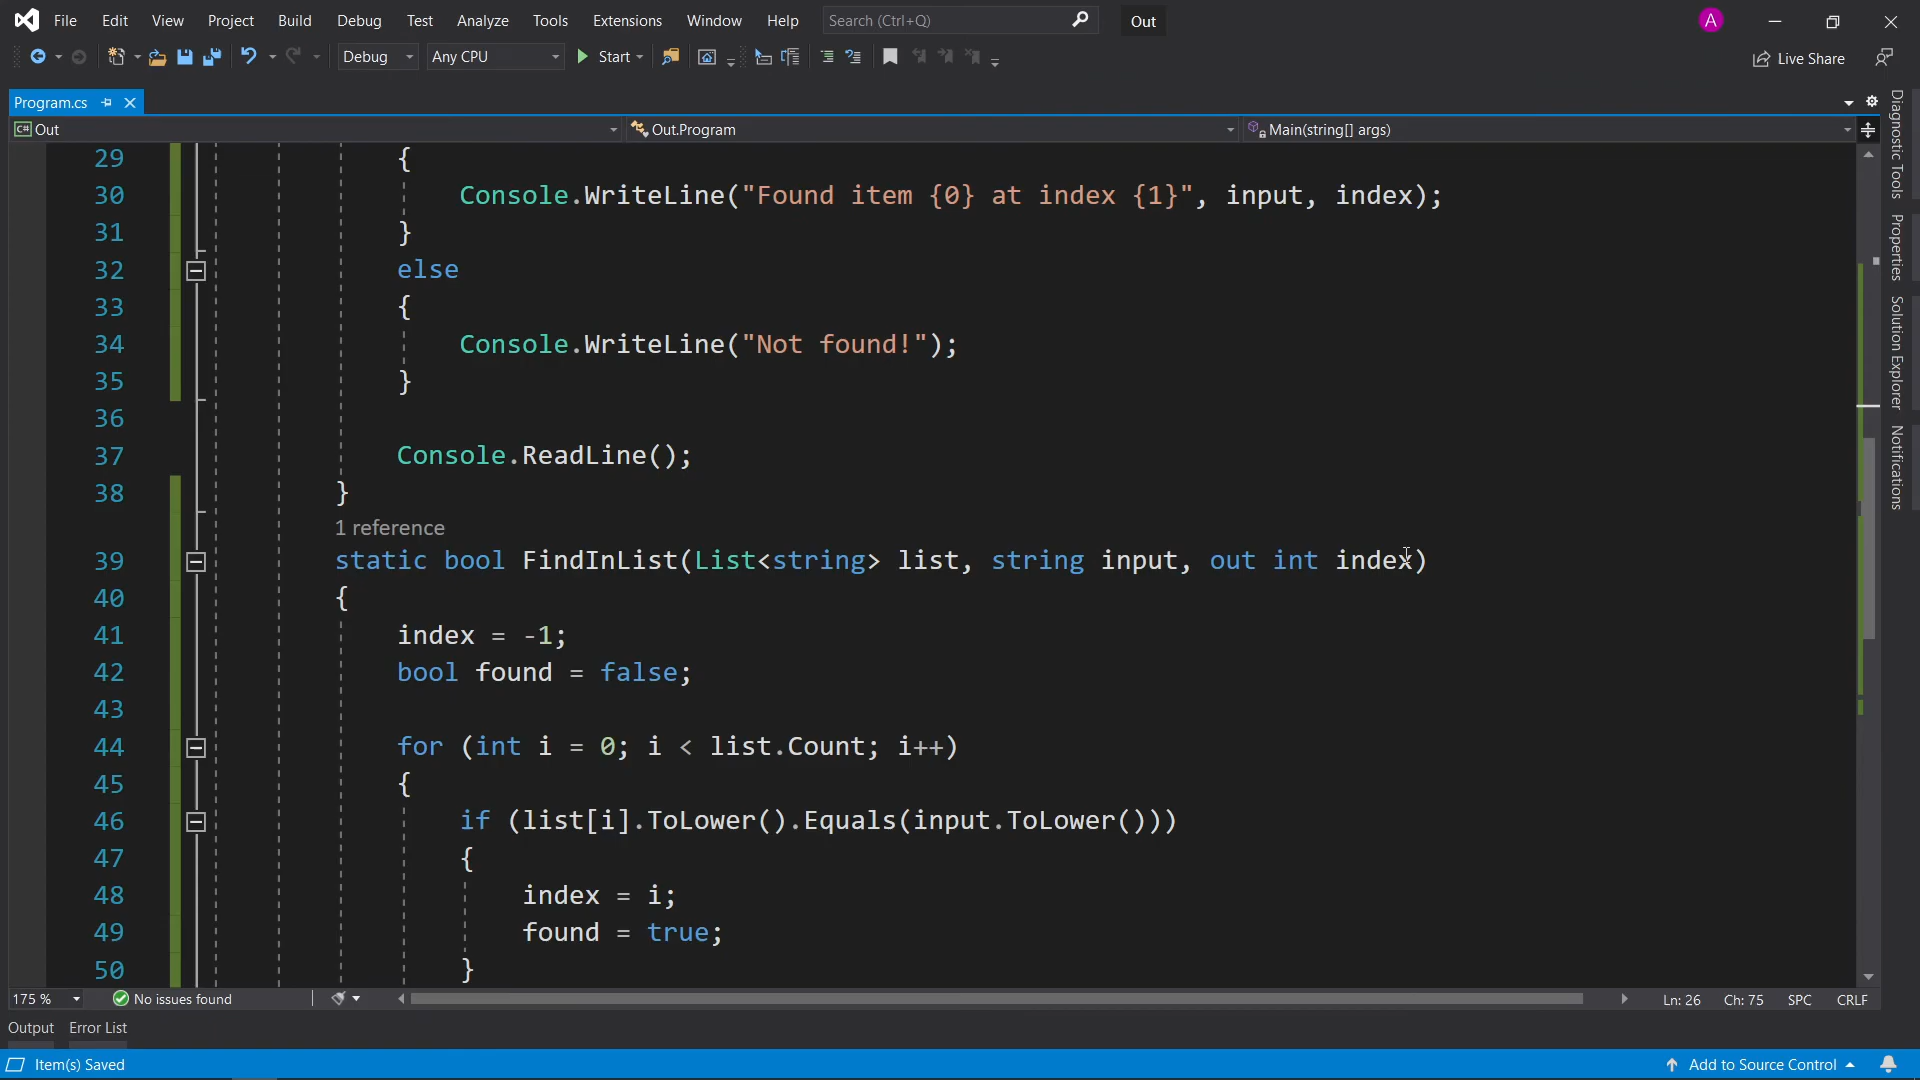 File Edit View Project Build Debug Test Analyze Tools Extensions Window Help Search (Ctrl+Q) Out A
Debug Any CPU Start Live Share
Program.cs
C# Out Out.Program Main(string[] args)
29 {
30 Console.WriteLine("Found item {0} at index {1}", input, index);
31 }
32 else
33 {
34 Console.WriteLine("Not found!");
35 }
36
37 Console.ReadLine();
38 }
1 reference
39 static bool FindInList(List<string> list, string input, out int index)
40 {
41 index = -1;
42 bool found = false;
43
44 for (int i = 0; i < list.Count; i++)
45 {
46 if (list[i].ToLower().Equals(input.ToLower()))
47 {
48 index = i;
49 found = true;
50 }
Diagnostic Tools
Properties
Solution Explorer
Notifications
175 % No issues found Ln: 26 Ch: 75 SPC CRLF
Output Error List
Item(s) Saved Add to Source Control